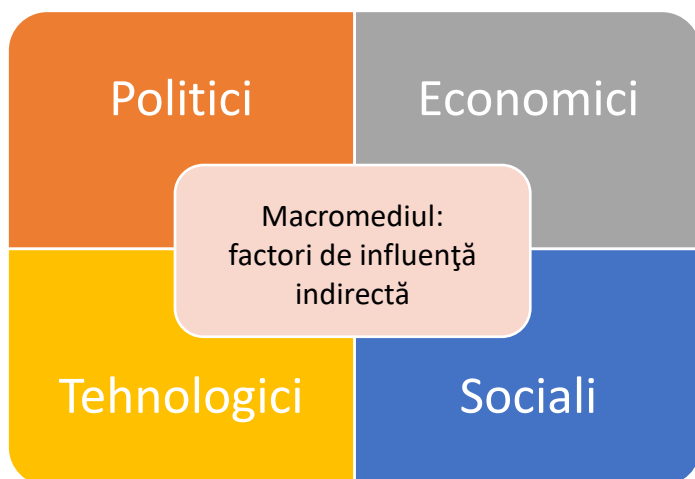 Politici
Economici
Macromediul:
factori de influenţă
indirectă
Tehnologici
Sociali